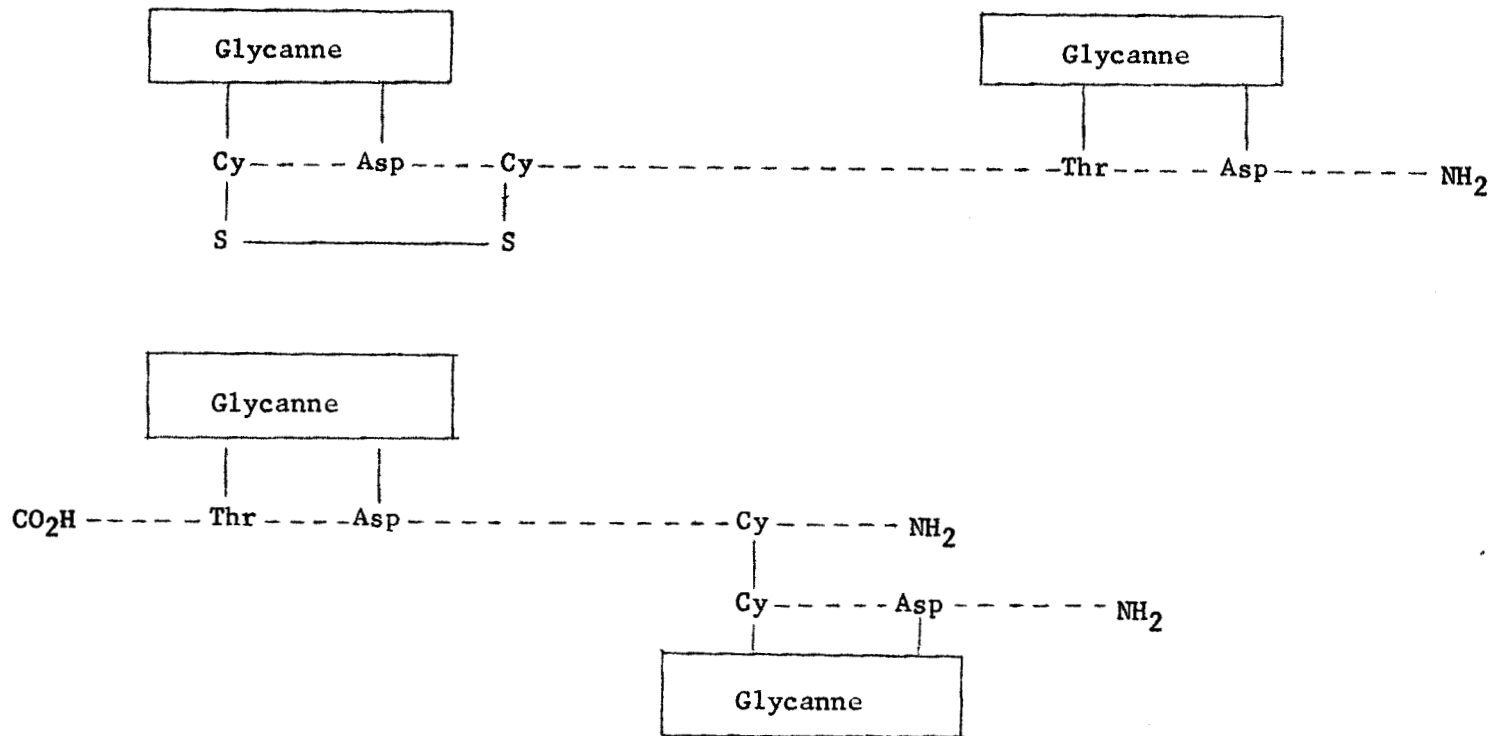 Glycanne Glycanne
Cy Asp Cy Thr Asp NH2
S S
Glycanne
CO2H Thr Asp Cy NH2
Cy Asp NH2
Glycanne